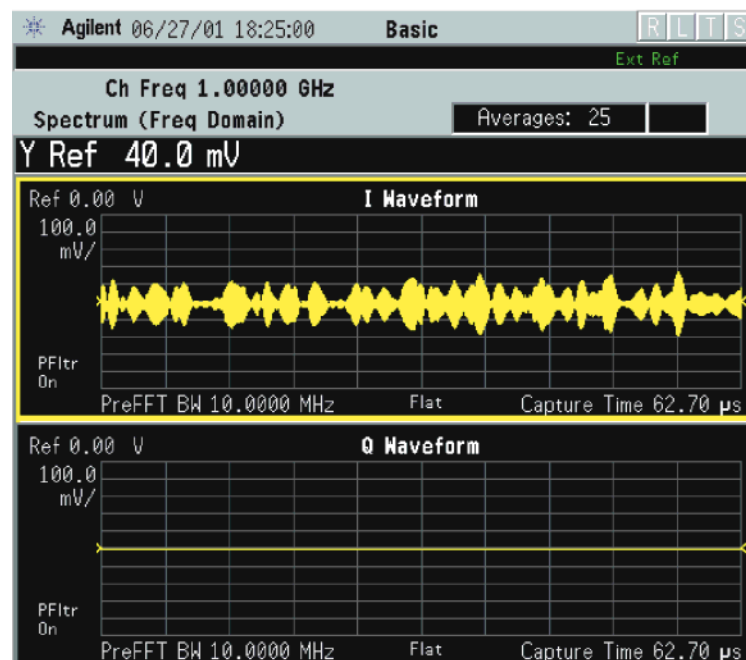 Agilent 06/27/01 18:25:00 Basic R L T S
Ext Ref
Ch Freq 1.00000 GHz
Spectrum (Freq Domain) Averages: 25
Y Ref 40.0 mV
Ref 0.00 V I Waveform
100.0
mV/
PFltr
On
PreFFT BW 10.0000 MHz Flat Capture Time 62.70 µs
Ref 0.00 V Q Waveform
100.0
mV/
PFltr
On
PreFFT BW 10.0000 MHz Flat Capture Time 62.70 µs